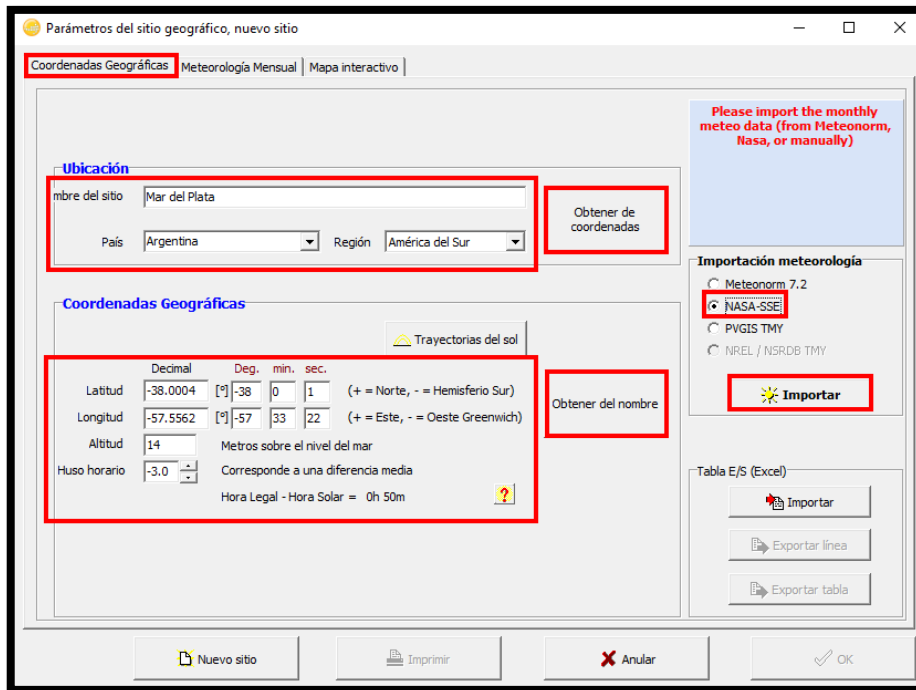 Parámetros del sitio geográfico, nuevo sitio
Coordenadas Geográficas Meteorología Mensual Mapa interactivo
Please import the monthly
meteo data (from Meteonorm,
Nasa, or manually)
Ubicación
mbre del sitio Mar del Plata
País Argentina Región América del Sur
Obtener de
coordenadas
Coordenadas Geográficas
Trayectorias del sol
Decimal Deg. min. sec.
Latitud -38.0004 [°] -38 0 1 (+ = Norte, - = Hemisferio Sur)
Longitud -57.5562 [°] -57 33 22 (+ = Este, - = Oeste Greenwich)
Altitud 14 Metros sobre el nivel del mar
Huso horario -3.0 Corresponde a una diferencia media
Hora Legal - Hora Solar = 0h 50m ?
Obtener del nombre
Importación meteorología
Meteonorm 7.2
NASA-SSE
PVGIS TMY
NREL / NSRDB TMY
Importar
Tabla E/S (Excel)
Importar
Exportar línea
Exportar tabla
Nuevo sitio Imprimir Anular OK